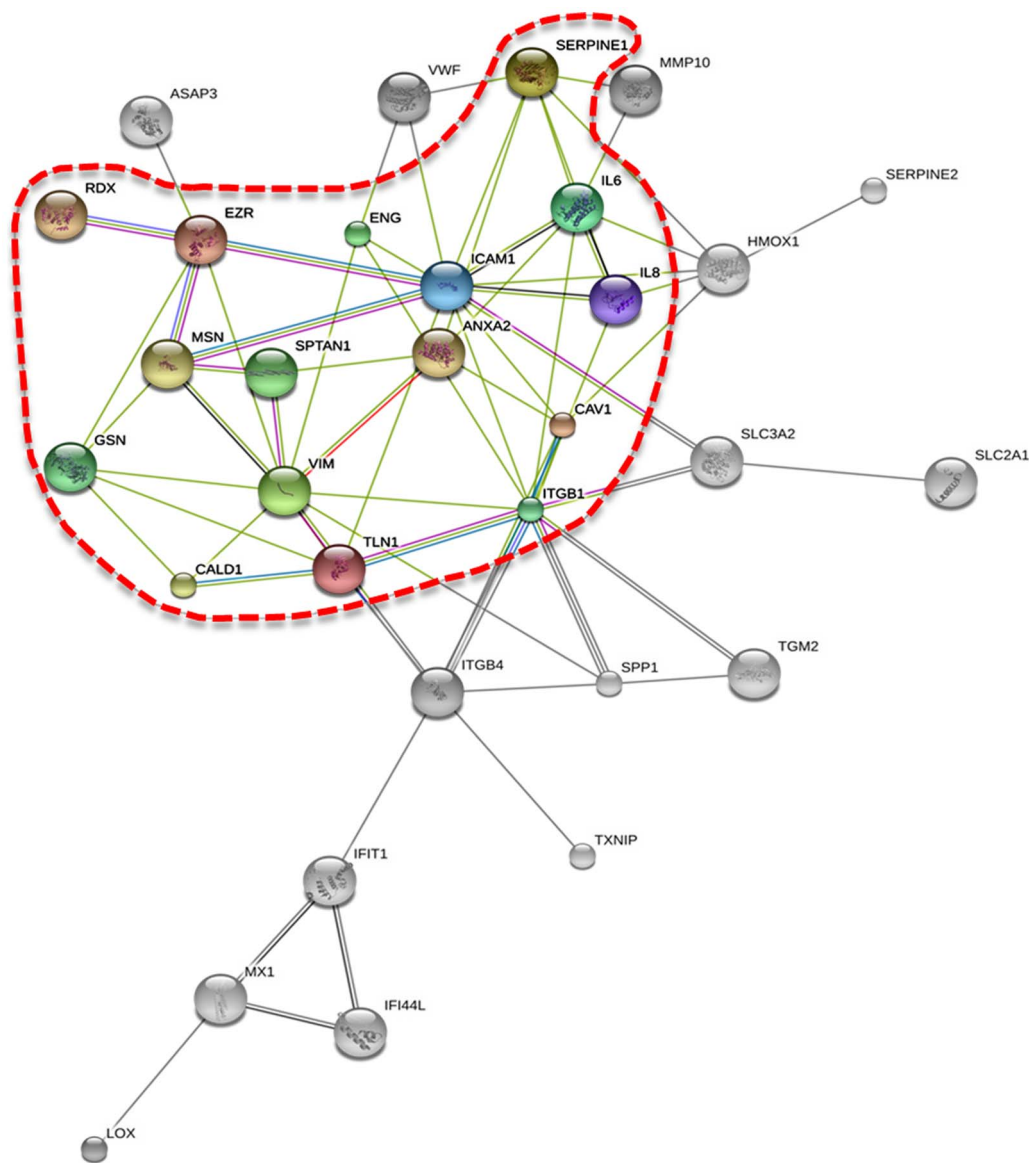 SERPINE1
VWF
MMP10
ASAP3
RDX
IL6
SERPINE2
EZR
ENG
HMOX1
ICAM1
IL8
MSN
ANXA2
SPTAN1
CAV1
GSN
SLC3A2
SLC2A1
VIM
ITGB1
TLN1
CALD1
ITGB4
SPP1
TGM2
TXNIP
IFIT1
MX1
IFI44L
LOX